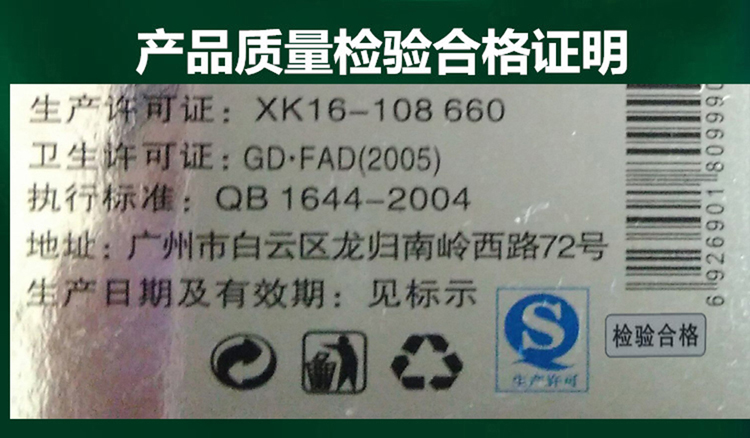 产品质量检验合格证明
生产许可证：XK16-108 660
卫生许可证：GD·FAD(2005)
执行标准：QB 1644-2004
地址：广州市白云区龙归南岭西路72号
生产日期及有效期：见标示
生产许可
检验合格
6926901809990